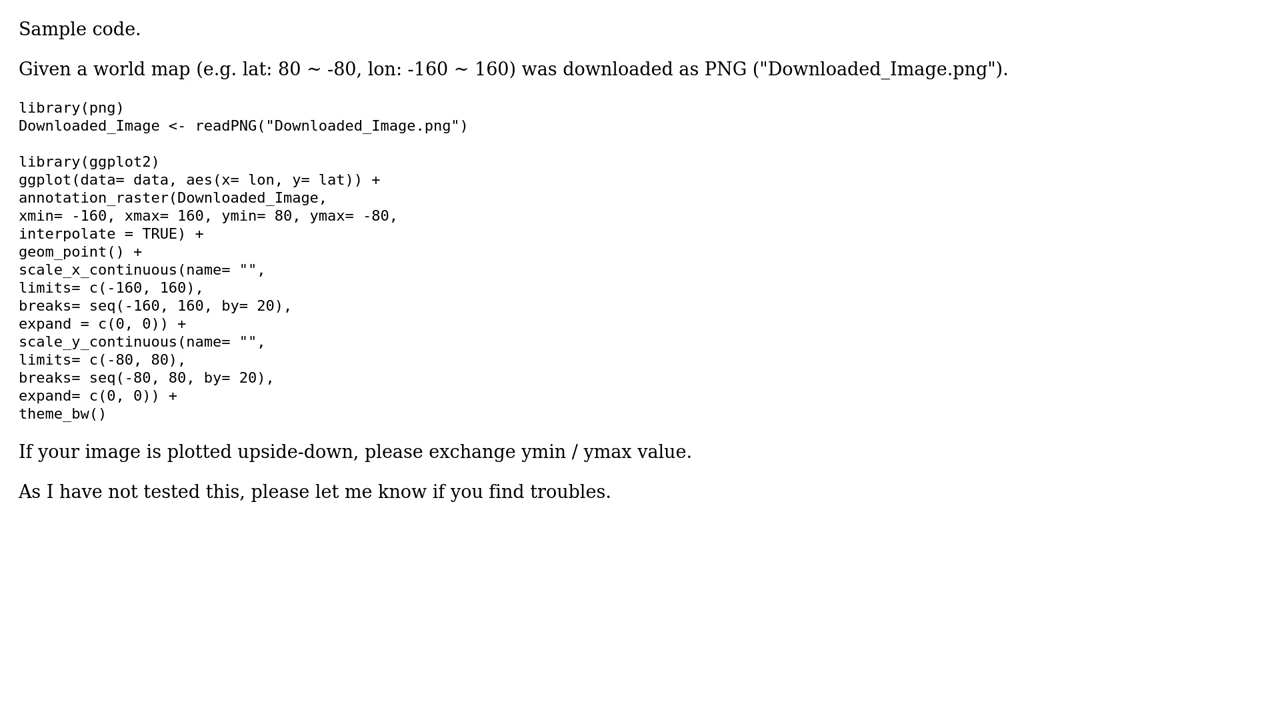 Sample code.
Given a world map (e.g. lat: 80 ~ -80, lon: -160 ~ 160) was downloaded as PNG ("Downloaded_Image.png").
library(png)
Downloaded_Image <- readPNG("Downloaded_Image.png")
library(ggplot2)
ggplot(data= data, aes(x= lon, y= lat)) +
annotation_raster(Downloaded_Image,
xmin= -160, xmax= 160, ymin= 80, ymax= -80,
interpolate = TRUE) +
geom_point() +
scale_x_continuous(name= "",
limits= c(-160, 160),
breaks= seq(-160, 160, by= 20),
expand = c(0, 0)) +
scale_y_continuous(name= "",
limits= c(-80, 80),
breaks= seq(-80, 80, by= 20),
expand= c(0, 0)) +
theme_bw()
If your image is plotted upside-down, please exchange ymin / ymax value.
As I have not tested this, please let me know if you find troubles.